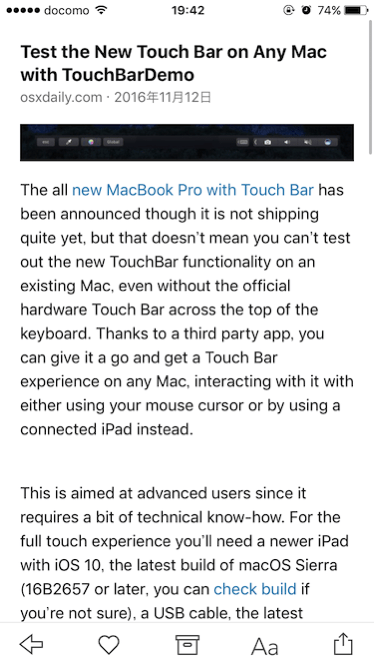 docomo 19:42 74%
Test the New Touch Bar on Any Mac
with TouchBarDemo
osxdaily.com · 2016年11月12日
The all new MacBook Pro with Touch Bar has
been announced though it is not shipping
quite yet, but that doesn't mean you can't test
out the new TouchBar functionality on an
existing Mac, even without the official
hardware Touch Bar across the top of the
keyboard. Thanks to a third party app, you
can give it a go and get a Touch Bar
experience on any Mac, interacting with it with
either using your mouse cursor or by using a
connected iPad instead.
This is aimed at advanced users since it
requires a bit of technical know-how. For the
full touch experience you'll need a newer iPad
with iOS 10, the latest build of macOS Sierra
(16B2657 or later, you can check build if
you're not sure), a USB cable, the latest
Aa